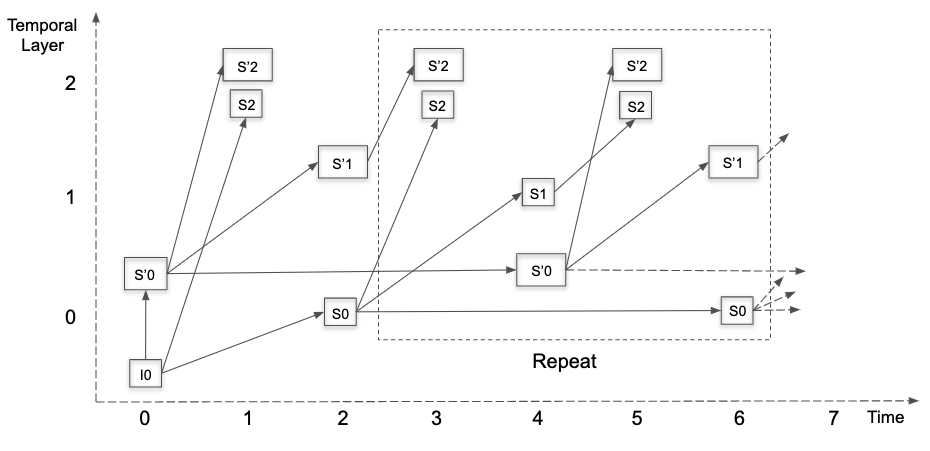 Temporal
Layer
2
S’2 S’2 S’2
S2 S2 S2
S’1 S’1
1
S1
S’0 S’0
0
S0 S0
I0
Repeat
0 1 2 3 4 5 6 7 Time